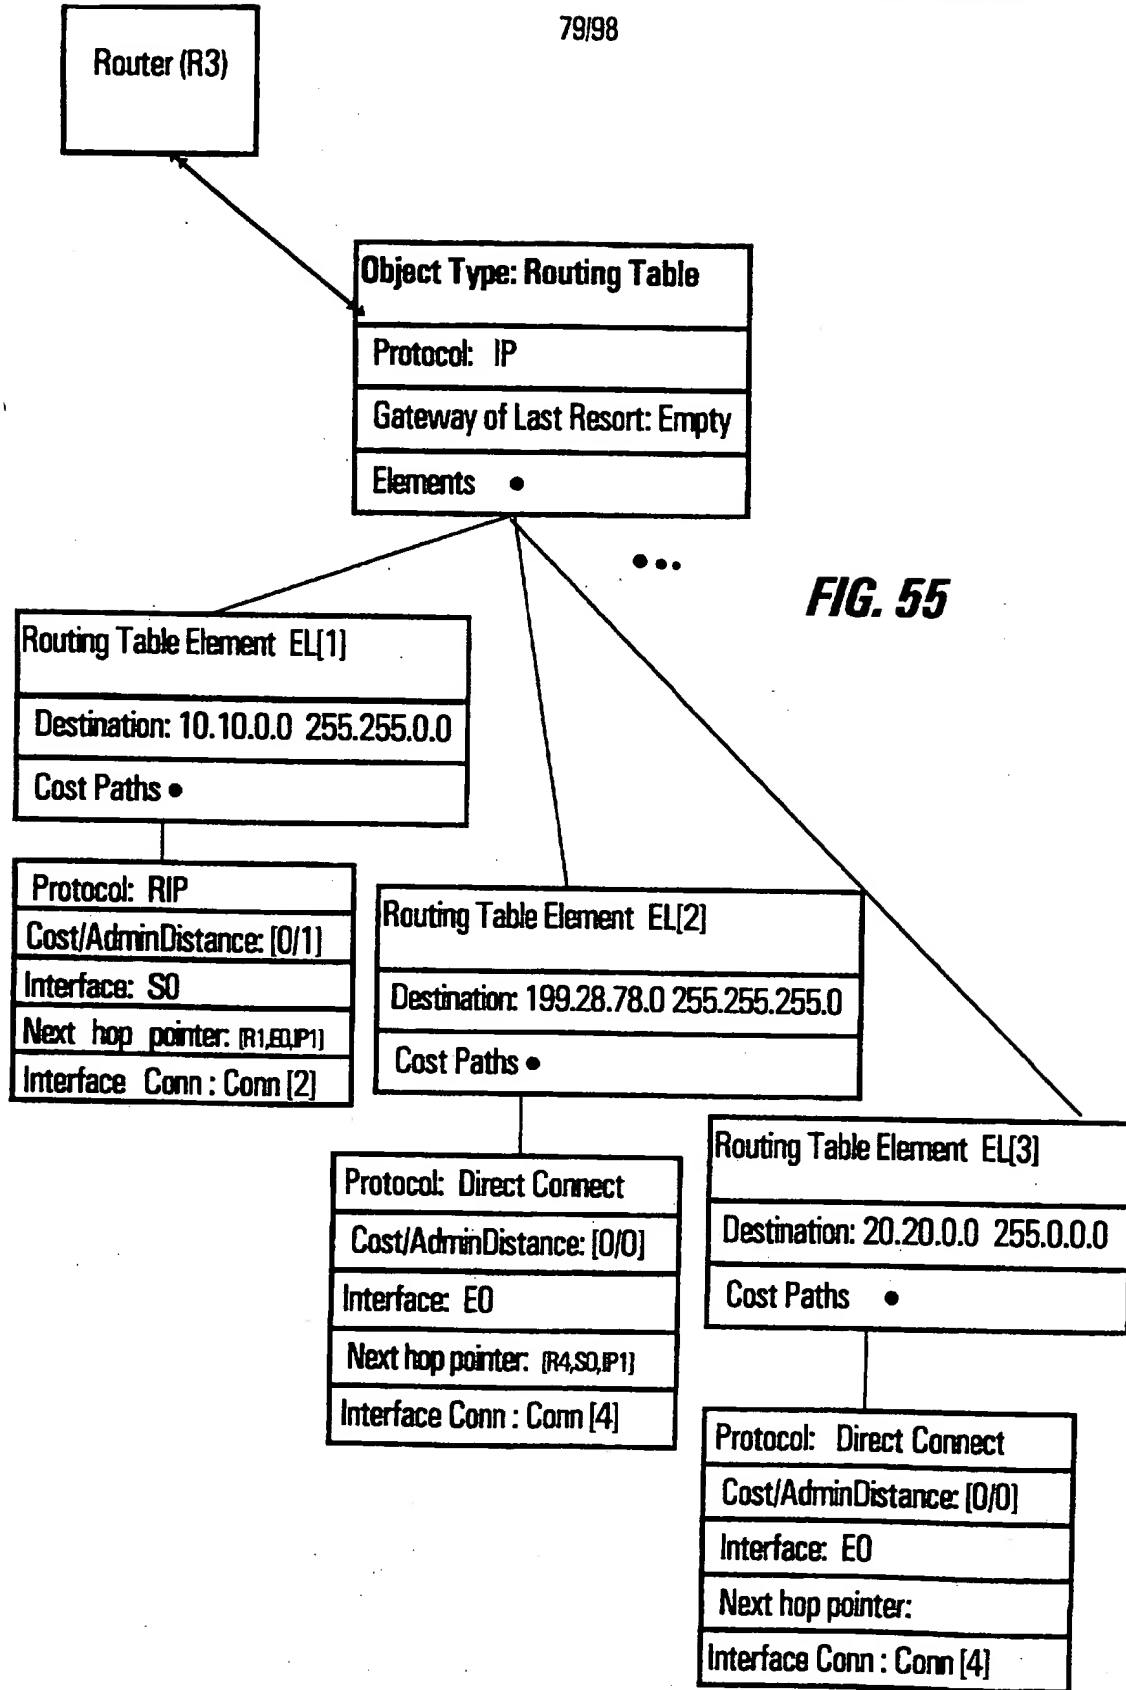 79/98
Router (R3)
Object Type: Routing Table
Protocol: IP
Gateway of Last Resort: Empty
Elements •
•••
FIG. 55
Routing Table Element EL[1]
Destination: 10.10.0.0 255.255.0.0
Cost Paths •
Protocol: RIP
Cost/AdminDistance: [0/1]
Interface: S0
Next hop pointer: [R1,E0,IP1]
Interface Conn : Conn [2]
Routing Table Element EL[2]
Destination: 199.28.78.0 255.255.255.0
Cost Paths •
Protocol: Direct Connect
Cost/AdminDistance: [0/0]
Interface: E0
Next hop pointer: [R4,S0,IP1]
Interface Conn : Conn [4]
Routing Table Element EL[3]
Destination: 20.20.0.0 255.0.0.0
Cost Paths •
Protocol: Direct Connect
Cost/AdminDistance: [0/0]
Interface: E0
Next hop pointer:
Interface Conn : Conn [4]